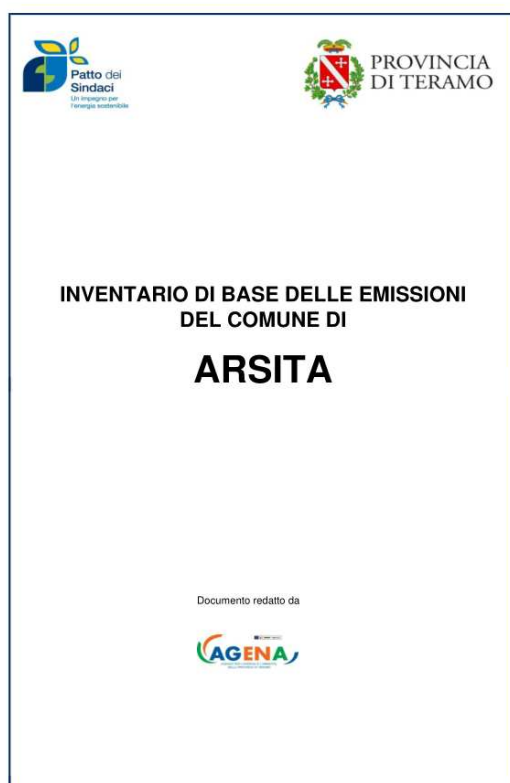 Patto dei
Sindaci
Un impegno per
l'energia sostenibile
PROVINCIA
DI TERAMO
INVENTARIO DI BASE DELLE EMISSIONI
DEL COMUNE DI
ARSITA
Documento redatto da
AGENA